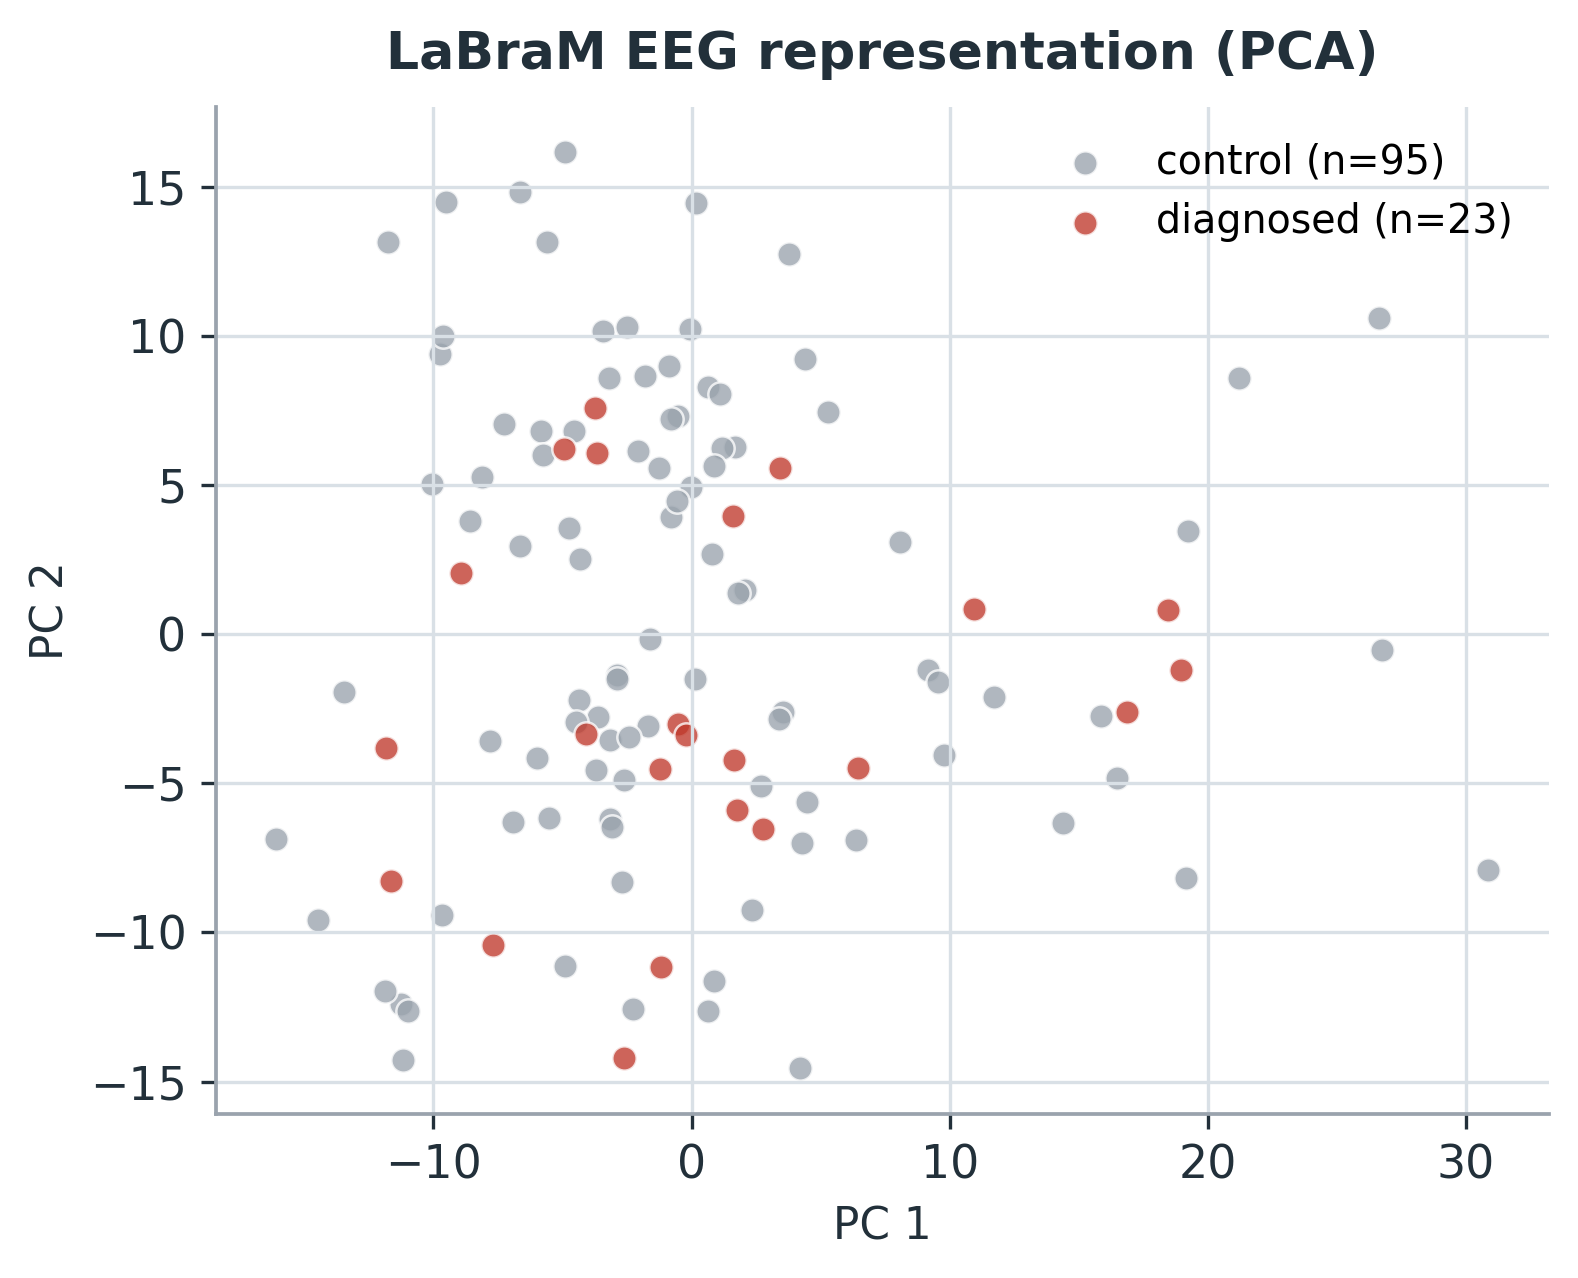 LaBraM EEG representation (PCA)
control (n=95)
diagnosed (n=23)
15
10
5
0
−5
−10
−15
PC 2
−10 0 10 20 30
PC 1